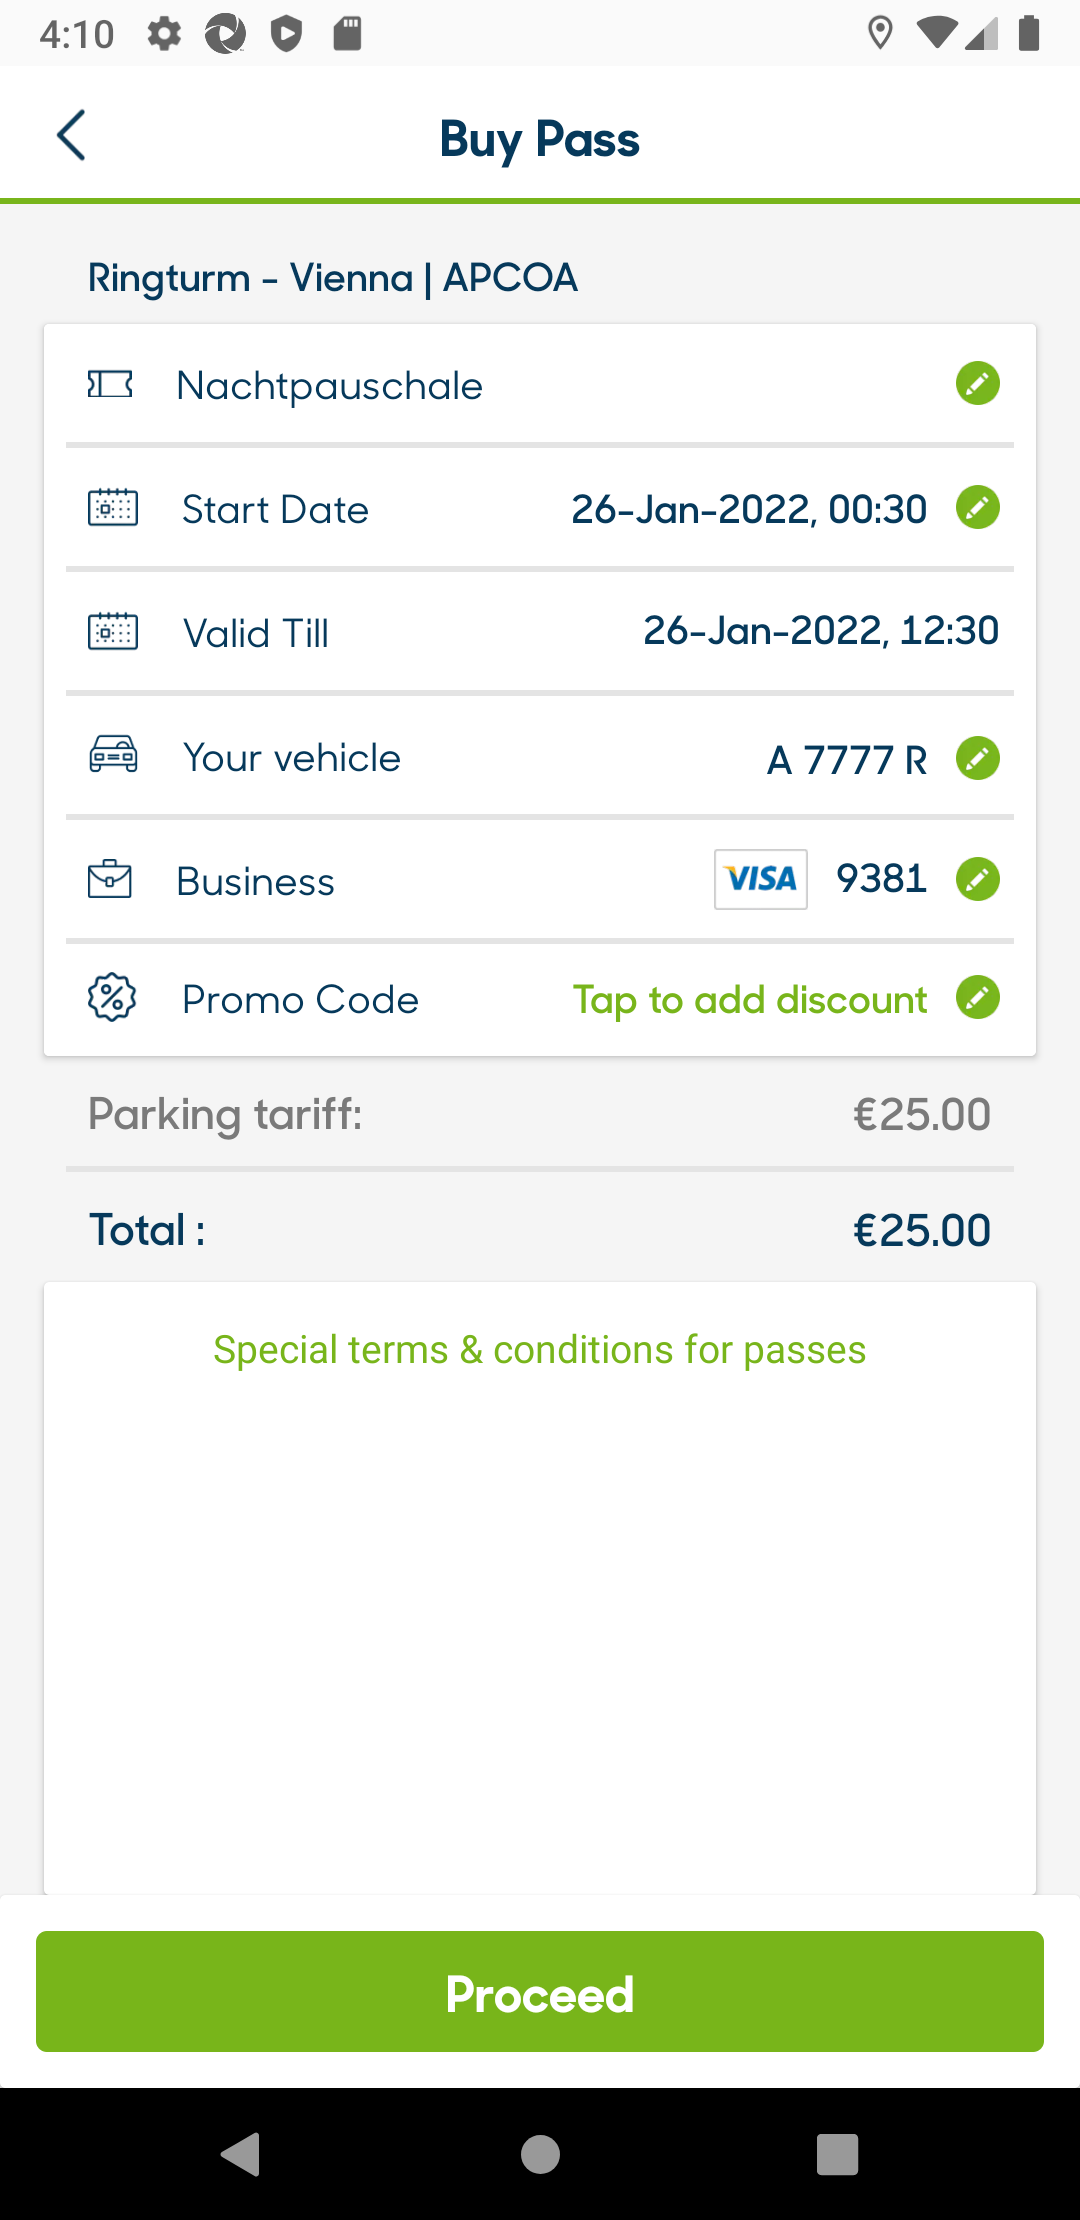 4:10
Buy Pass
Ringturm - Vienna | APCOA
Nachtpauschale
Start Date 26-Jan-2022, 00:30
Valid Till 26-Jan-2022, 12:30
Your vehicle A 7777 R
Business VISA 9381
Promo Code Tap to add discount
Parking tariff: €25.00
Total : €25.00
Special terms & conditions for passes
Proceed